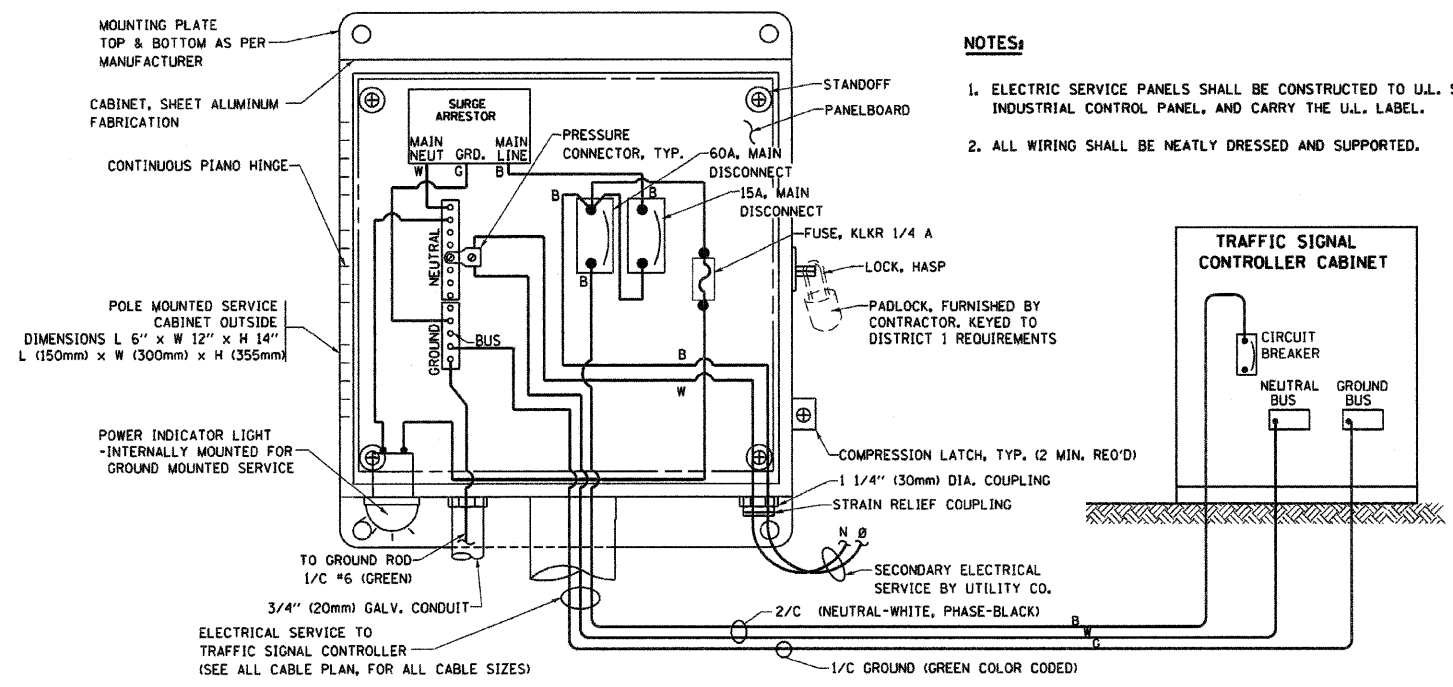 MOUNTING PLATE
TOP & BOTTOM AS PER
MANUFACTURER
CABINET, SHEET ALUMINUM
FABRICATION
CONTINUOUS PIANO HINGE
POLE MOUNTED SERVICE
CABINET OUTSIDE
DIMENSIONS L 6" x W 12" x H 14"
L (150mm) x W (300mm) x H (355mm)
POWER INDICATOR LIGHT
-INTERNALLY MOUNTED FOR
GROUND MOUNTED SERVICE
TO GROUND ROD
1/C #6 (GREEN)
3/4" (20mm) GALV. CONDUIT
ELECTRICAL SERVICE TO
TRAFFIC SIGNAL CONTROLLER
(SEE ALL CABLE PLAN, FOR ALL CABLE SIZES)
SURGE
ARRESTOR
MAIN
NEUT
GRD.
MAIN
LINE
W
G
B
NEUTRAL
GROUND
BUS
PRESSURE
CONNECTOR, TYP.
B
B
B
B
W
STANDOFF
PANELBOARD
60A, MAIN
DISCONNECT
15A, MAIN
DISCONNECT
FUSE, KLKR 1/4 A
LOCK, HASP
PADLOCK, FURNISHED BY
CONTRACTOR. KEYED TO
DISTRICT 1 REQUIREMENTS
COMPRESSION LATCH, TYP. (2 MIN. REQ'D)
1 1/4" (30mm) DIA. COUPLING
STRAIN RELIEF COUPLING
N Ø
SECONDARY ELECTRICAL
SERVICE BY UTILITY CO.
2/C (NEUTRAL-WHITE, PHASE-BLACK)
B
W
G
1/C GROUND (GREEN COLOR CODED)
NOTES:
1. ELECTRIC SERVICE PANELS SHALL BE CONSTRUCTED TO U.L.
INDUSTRIAL CONTROL PANEL, AND CARRY THE U.L. LABEL.
2. ALL WIRING SHALL BE NEATLY DRESSED AND SUPPORTED.
TRAFFIC SIGNAL
CONTROLLER CABINET
CIRCUIT
BREAKER
NEUTRAL
BUS
GROUND
BUS